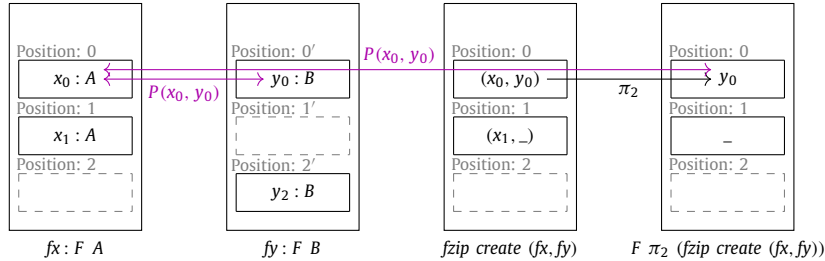 Position: 0 Position: 0′ Position: 0 Position: 0
P(x₀, y₀)
x₀ : A y₀ : B (x₀, y₀) y₀
P(x₀, y₀) π₂
Position: 1 Position: 1′ Position: 1 Position: 1
x₁ : A (x₁, _) _
Position: 2 Position: 2′ Position: 2 Position: 2
y₂ : B
fx : F A fy : F B fzip create (fx, fy) F π₂ (fzip create (fx, fy))